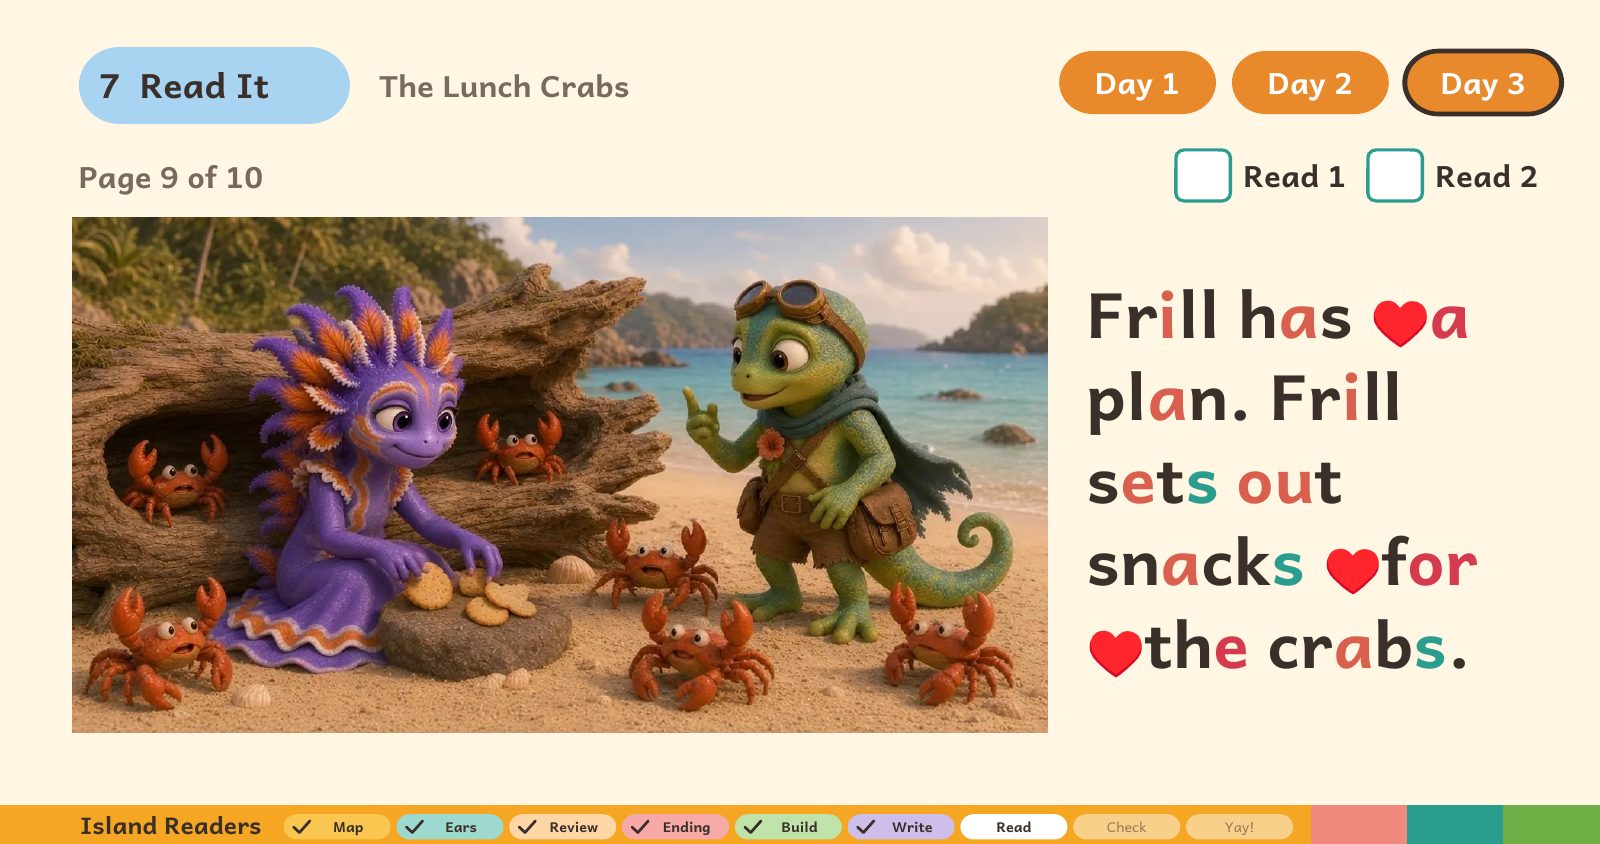 7 Read It
The Lunch Crabs
Day 1
Day 2
Day 3
Page 9 of 10
Read 1
Read 2
Frill has ❤a
plan. Frill
sets out
snacks ❤for
❤the crabs.
Island Readers
Map
Ears
Review
Ending
Build
Write
Read
Check
Yay!